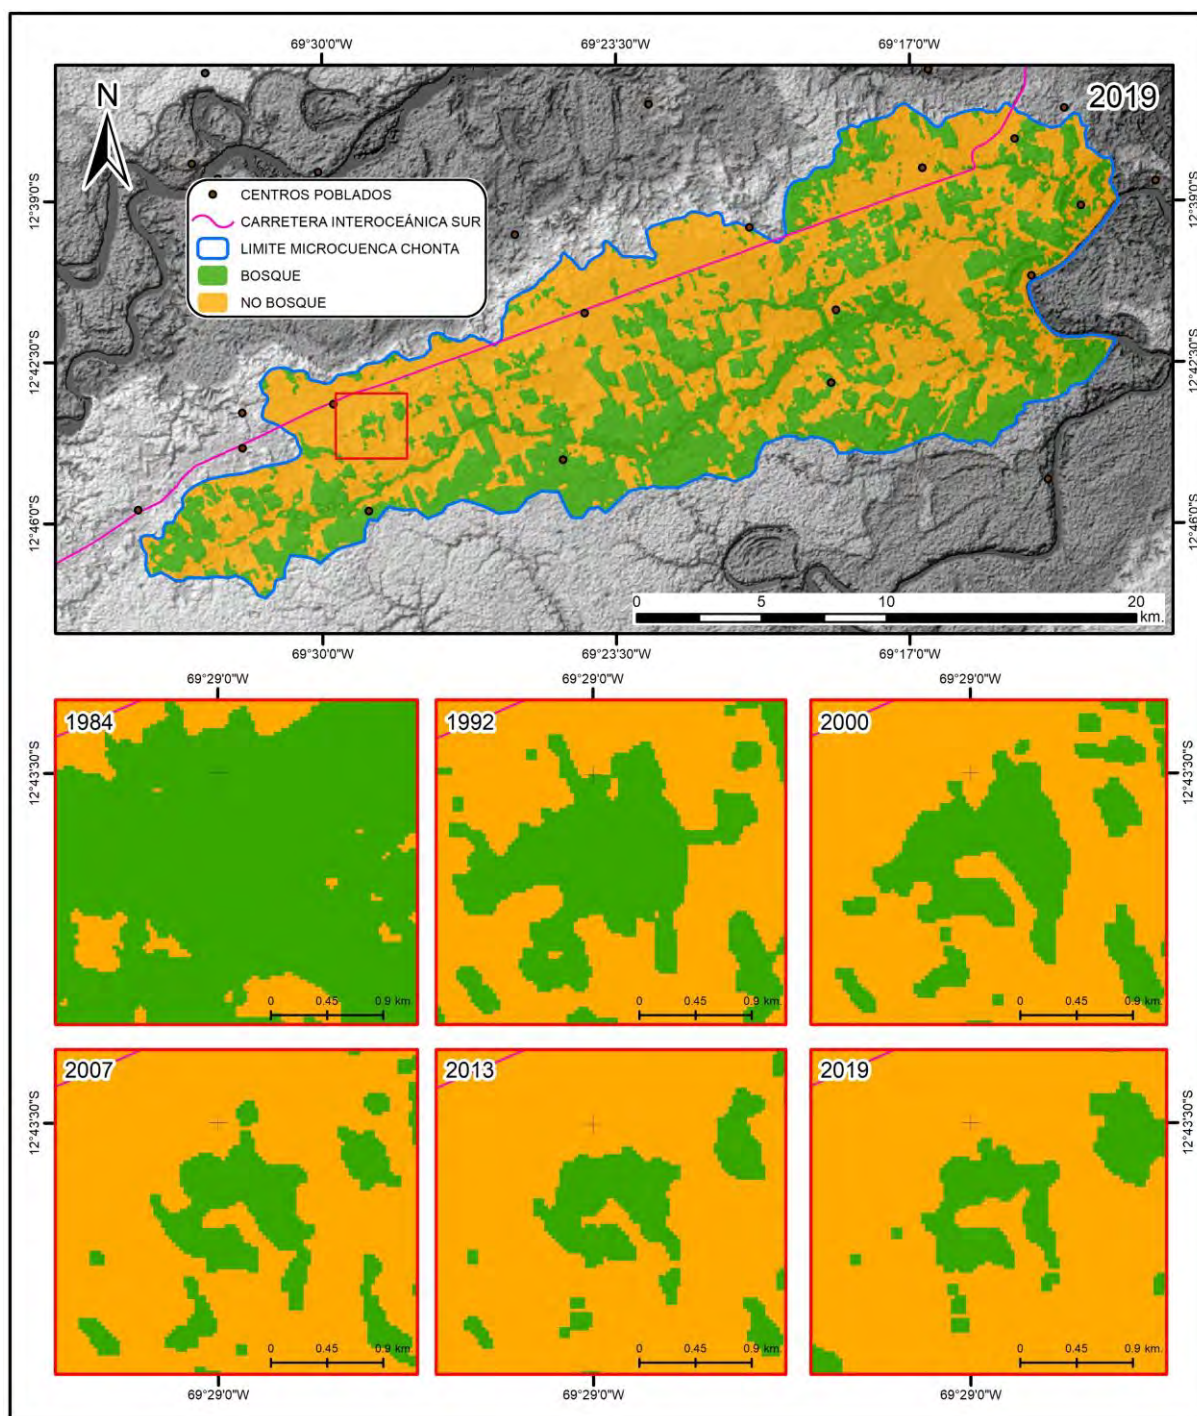 69°30'0"W 69°23'30"W 69°17'0"W
N
2019
CENTROS POBLADOS
CARRETERA INTEROCEÁNICA SUR
LIMITE MICROCUENCA CHONTA
BOSQUE
NO BOSQUE
12°39'0"S 12°39'0"S
12°42'30"S 12°42'30"S
12°46'0"S 12°46'0"S
0 5 10 20
km.
69°30'0"W 69°23'30"W 69°17'0"W
69°29'0"W 69°29'0"W 69°29'0"W
1984 1992 2000
12°43'30"S 12°43'30"S
0 0.45 0.9 km. 0 0.45 0.9 km. 0 0.45 0.9 km.
2007 2013 2019
12°43'30"S 12°43'30"S
0 0.45 0.9 km. 0 0.45 0.9 km. 0 0.45 0.9 km.
69°29'0"W 69°29'0"W 69°29'0"W